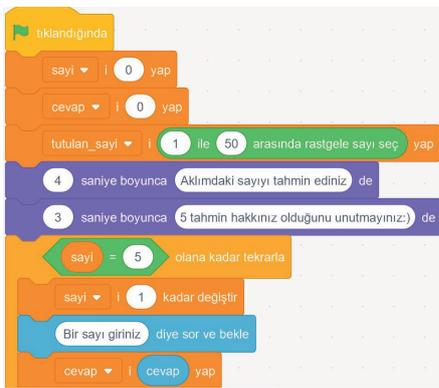 tıklandığında
sayi i 0 yap
cevap i 0 yap
tutulan_sayi i 1 ile 50 arasında rastgele sayı seç yap
4 saniye boyunca Aklımdaki sayıyı tahmin ediniz de
3 saniye boyunca 5 tahmin hakkınız olduğunu unutmayınız:) de
sayi = 5 olana kadar tekrarla
sayi i 1 kadar değiştir
Bir sayı giriniz diye sor ve bekle
cevap i cevap yap